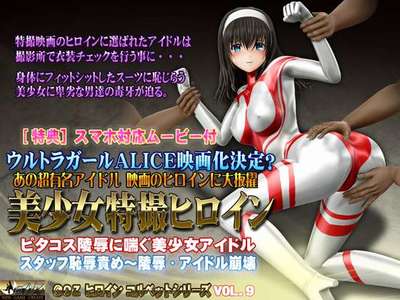 特撮映画のヒロインに選ばれたアイドルは
撮影所で衣装チェックを行う事に・・・
身体にフィットシットしたスーツに恥じらう
美少女に卑劣な男達の毒牙が迫る。
[特典] スマホ対応ムービー付
ウルトラガールALICE映画化決定?
あの超有名アイドル 映画のヒロインに大抜擢
美少女特撮ヒロイン
ピタコス陵辱に喘ぐ美少女アイドル
スタッフ恥辱責め～陵辱・アイドル崩壊
ヒロイン コﾘペットシリーズ VOL.9